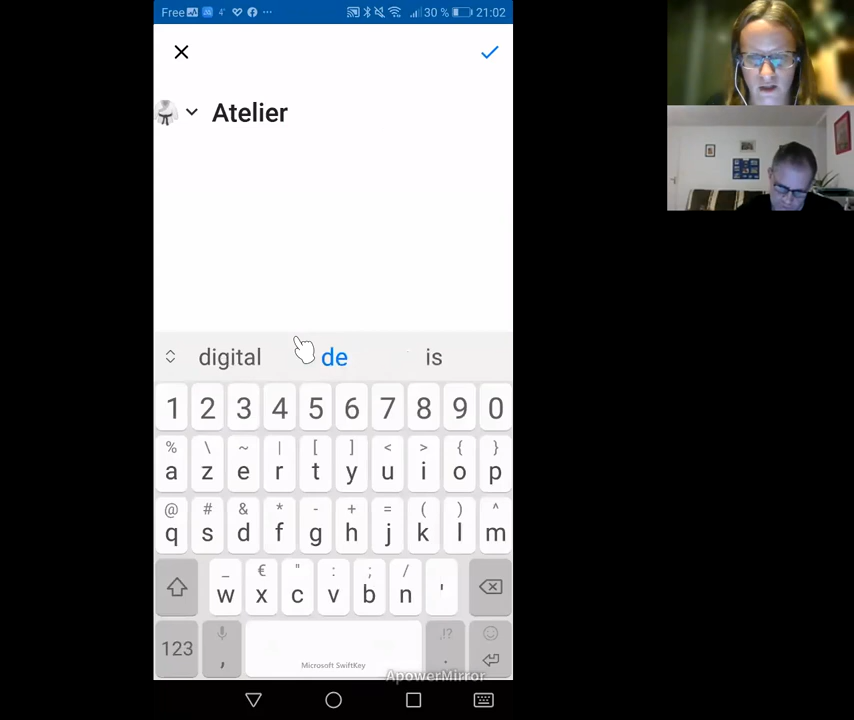 Free 4' ... 30 % 21:02
Atelier
digital de is
1 2 3 4 5 6 7 8 9 0
% \ ~ | [ ] < > { }
a z e r t y u i o p
@ # & * - + = ( ) ^
q s d f g h j k l m
_ € " : ; /
w x c v b n '
,!?
123 , Microsoft SwiftKey .
ApowerMirror